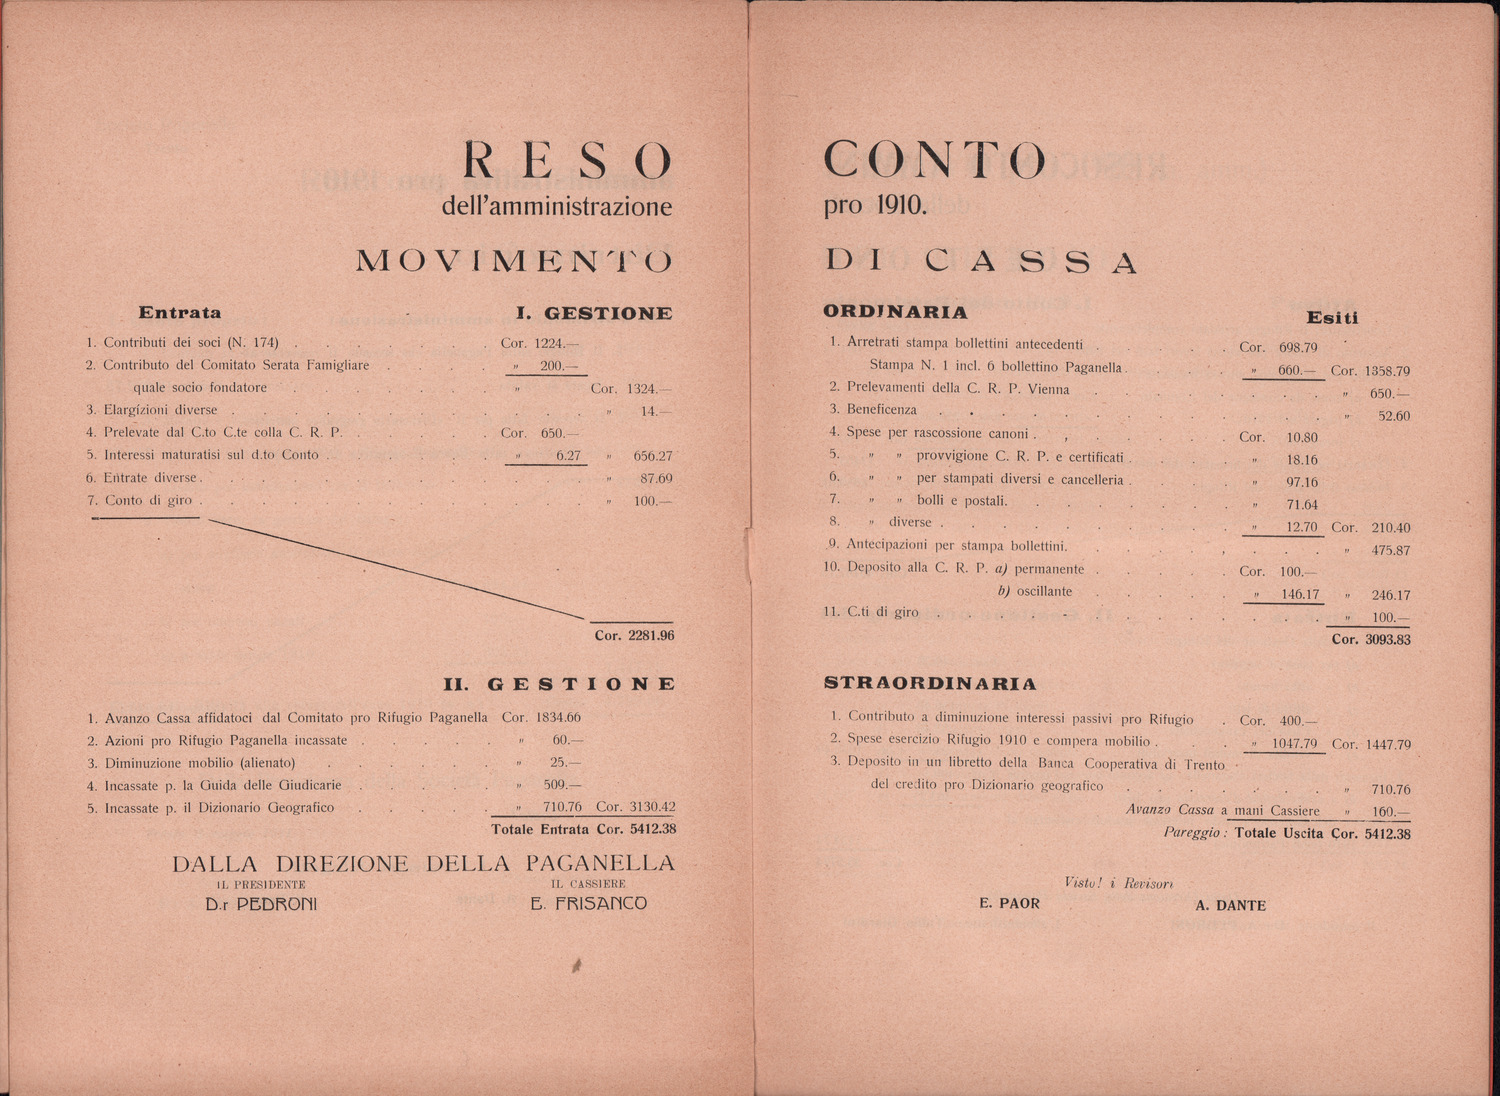 RESO
dell'amministrazione
MOVIMENTO
Entrata I. GESTIONE
1. Contributi dei soci (N. 174) . . . . . . . Cor. 1224.—
2. Contributo del Comitato Serata Famigliare . . . . „ 200.—
quale socio fondatore . . . . . „ Cor. 1324.—
3. Elargizioni diverse . . . . . . . . . . . . „ 14.—
4. Prelevate dal C.to C.te colla C. R. P. . . . . . Cor. 650.—
5. Interessi maturatisi sul d.to Conto . . . . . . „ 6.27 „ 656.27
6. Entrate diverse . . . . . . . . . . . . . „ 87.69
7. Conto di giro . . . . . . . . . . . . . „ 100.—
Cor. 2281.96
II. GESTIONE
1. Avanzo Cassa affidatoci dal Comitato pro Rifugio Paganella Cor. 1834.66
2. Azioni pro Rifugio Paganella incassate . . . . . „ 60.—
3. Diminuzione mobilio (alienato) . . . . . . „ 25.—
4. Incassate p. la Guida delle Giudicarie . . . . . „ 509.—
5. Incassate p. il Dizionario Geografico . . . . . „ 710.76 Cor. 3130.42
Totale Entrata Cor. 5412.38
DALLA DIREZIONE DELLA PAGANELLA
IL PRESIDENTE IL CASSIERE
D.r PEDRONI E. FRISANCO
CONTO
pro 1910.
DI CASSA
ORDINARIA Esiti
1. Arretrati stampa bollettini antecedenti . . . . . Cor. 698.79
Stampa N. 1 incl. 6 bollettino Paganella . . . . „ 660.— Cor. 1358.79
2. Prelevamenti della C. R. P. Vienna . . . . . . . . „ 650.—
3. Beneficenza . . . . . . . . . . . . . „ 52.60
4. Spese per rascossione canoni . , . . . . . Cor. 10.80
5. „ „ provvigione C. R. P. e certificati . . . . „ 18.16
6. „ „ per stampati diversi e cancelleria . . . . „ 97.16
7. „ „ bolli e postali. . . . . . . . „ 71.64
8. „ diverse . . . . . . . . . . „ 12.70 Cor. 210.40
9. Antecipazioni per stampa bollettini. . . . . , . . . „ 475.87
10. Deposito alla C. R. P. a) permanente . . . . . Cor. 100.—
b) oscillante . . . . . „ 146.17 „ 246.17
11. C.ti di giro . . . . . . . . . . . . . „ 100.—
Cor. 3093.83
STRAORDINARIA
1. Contributo a diminuzione interessi passivi pro Rifugio . Cor. 400.—
2. Spese esercizio Rifugio 1910 e compera mobilio . . . . „ 1047.79 Cor. 1447.79
3. Deposito in un libretto della Banca Cooperativa di Trento
del credito pro Dizionario geografico . . . . . . . „ 710.76
Avanzo Cassa a mani Cassiere „ 160.—
Pareggio: Totale Uscita Cor. 5412.38
Visto! i Revisori
E. PAOR A. DANTE